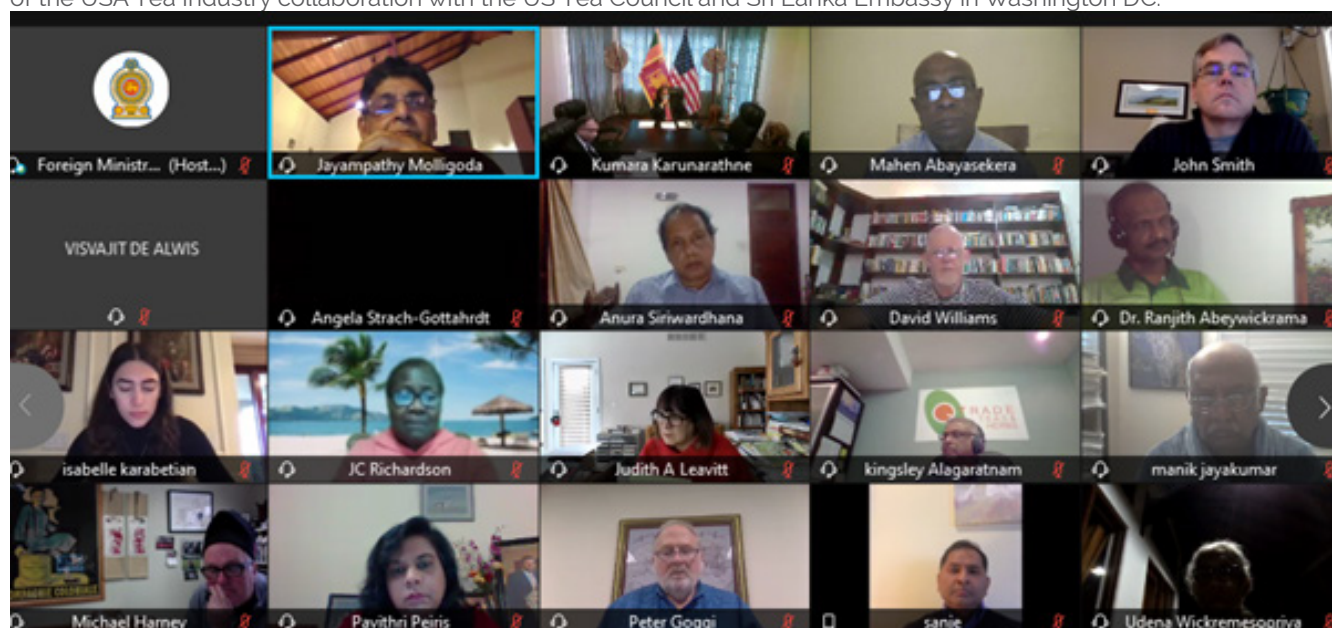 of the USA Tea Industry collaboration with the US Tea Council and Sri Lanka Embassy in Washington DC.
Foreign Ministr... (Host...)
Jayampathy Molligoda
Kumara Karunarathne
Mahen Abayasekera
John Smith
VISVAJIT DE ALWIS
Angela Strach-Gottahrdt
Anura Siriwardhana
David Williams
Dr. Ranjith Abeywickrama
isabelle karabetian
JC Richardson
Judith A Leavitt
TRADE
TEAS
kingsley Alagaratnam
manik jayakumar
COLONIALE
Michael Harney
Pavithri Peiris
Peter Goggi
sanje
Udena Wickremesooriya